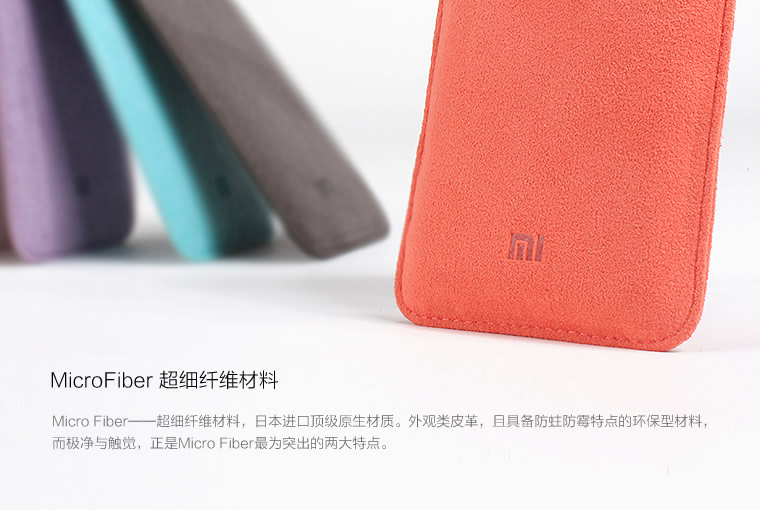 mi
MicroFiber 超细纤维材料
Micro Fiber——超细纤维材料，日本进口顶级原生材质。外观类皮革，且具备防蛀防霉特点的环保型材料，
而极净与触觉，正是Micro Fiber最为突出的两大特点。